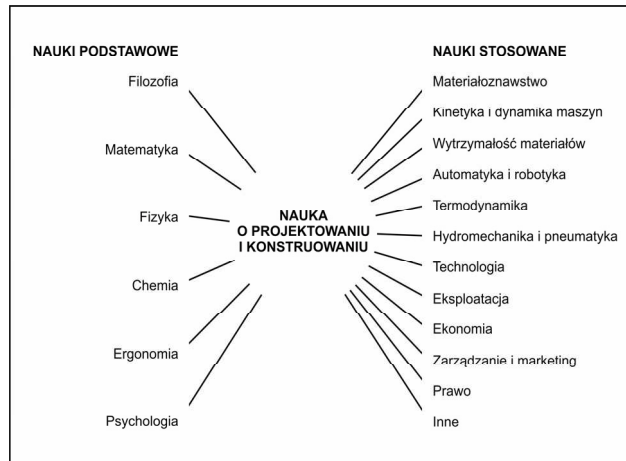 NAUKI PODSTAWOWE
Filozofia
Matematyka
Fizyka
Chemia
Ergonomia
Psychologia
NAUKA
O PROJEKTOWANIU
I KONSTRUOWANIU
NAUKI STOSOWANE
Materiałoznawstwo
Kinetyka i dynamika maszyn
Wytrzymałość materiałów
Automatyka i robotyka
Termodynamika
Hydromechanika i pneumatyka
Technologia
Eksploatacja
Ekonomia
Zarządzanie i marketing
Prawo
Inne